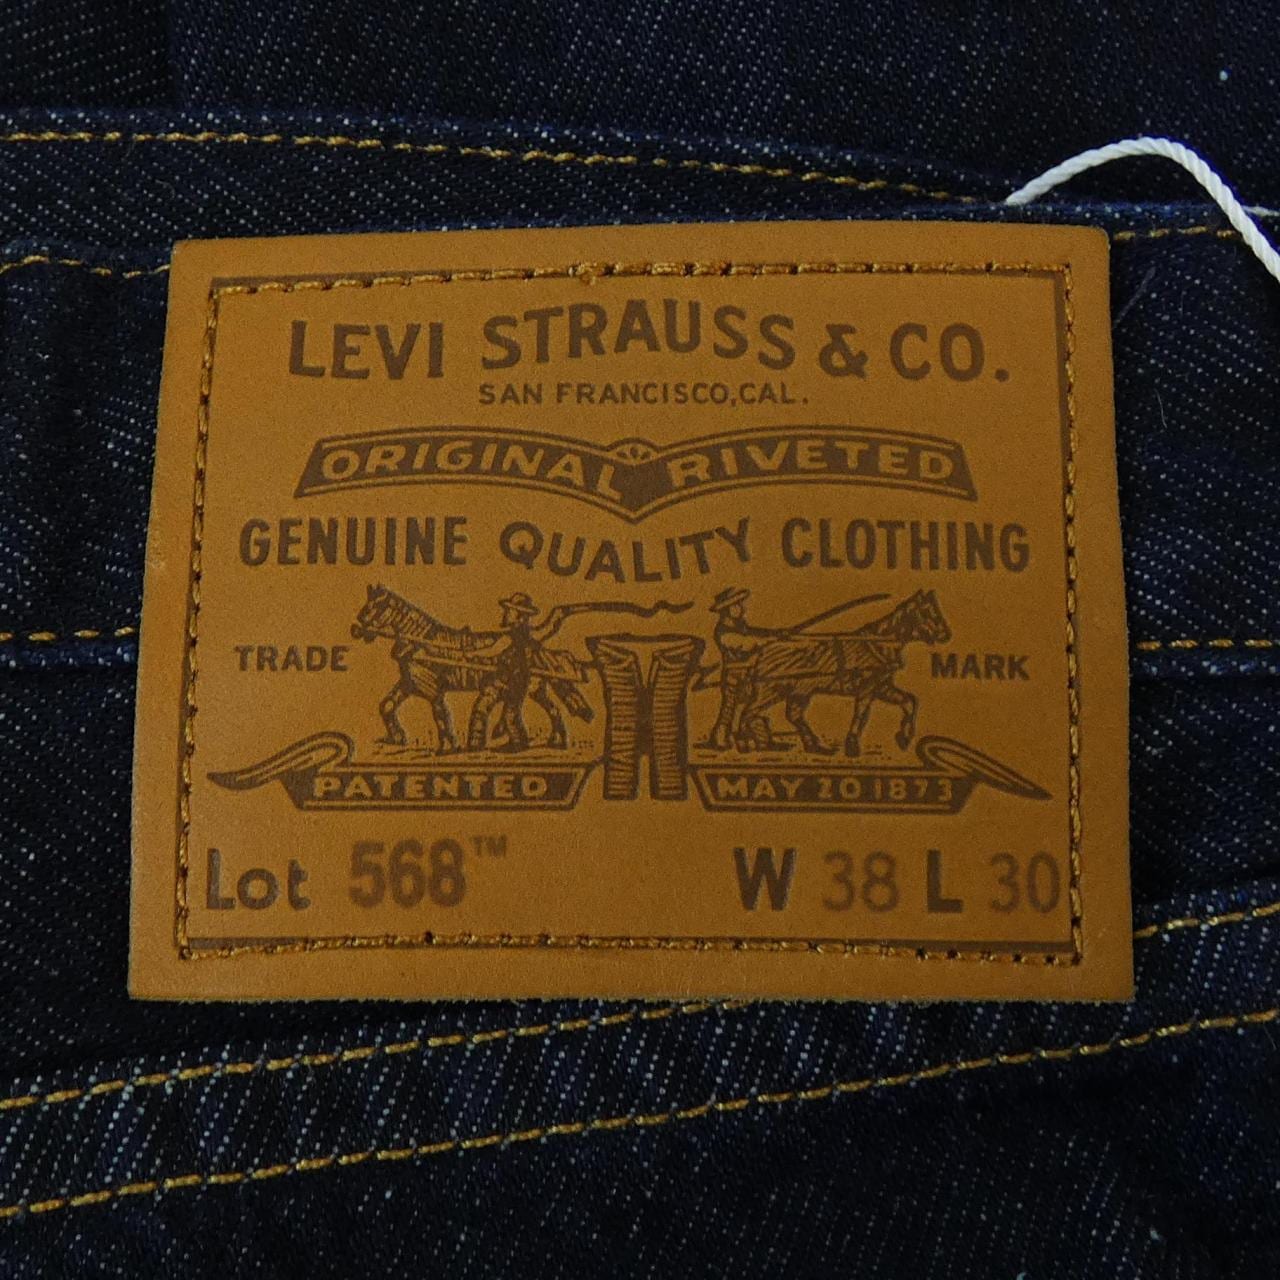 LEVI STRAUSS & CO.
SAN FRANCISCO, CAL.
ORIGINAL RIVETED
GENUINE QUALITY CLOTHING
TRADE MARK
PATENTED MAY 20 1873
Lot 568™ W 38 L 30